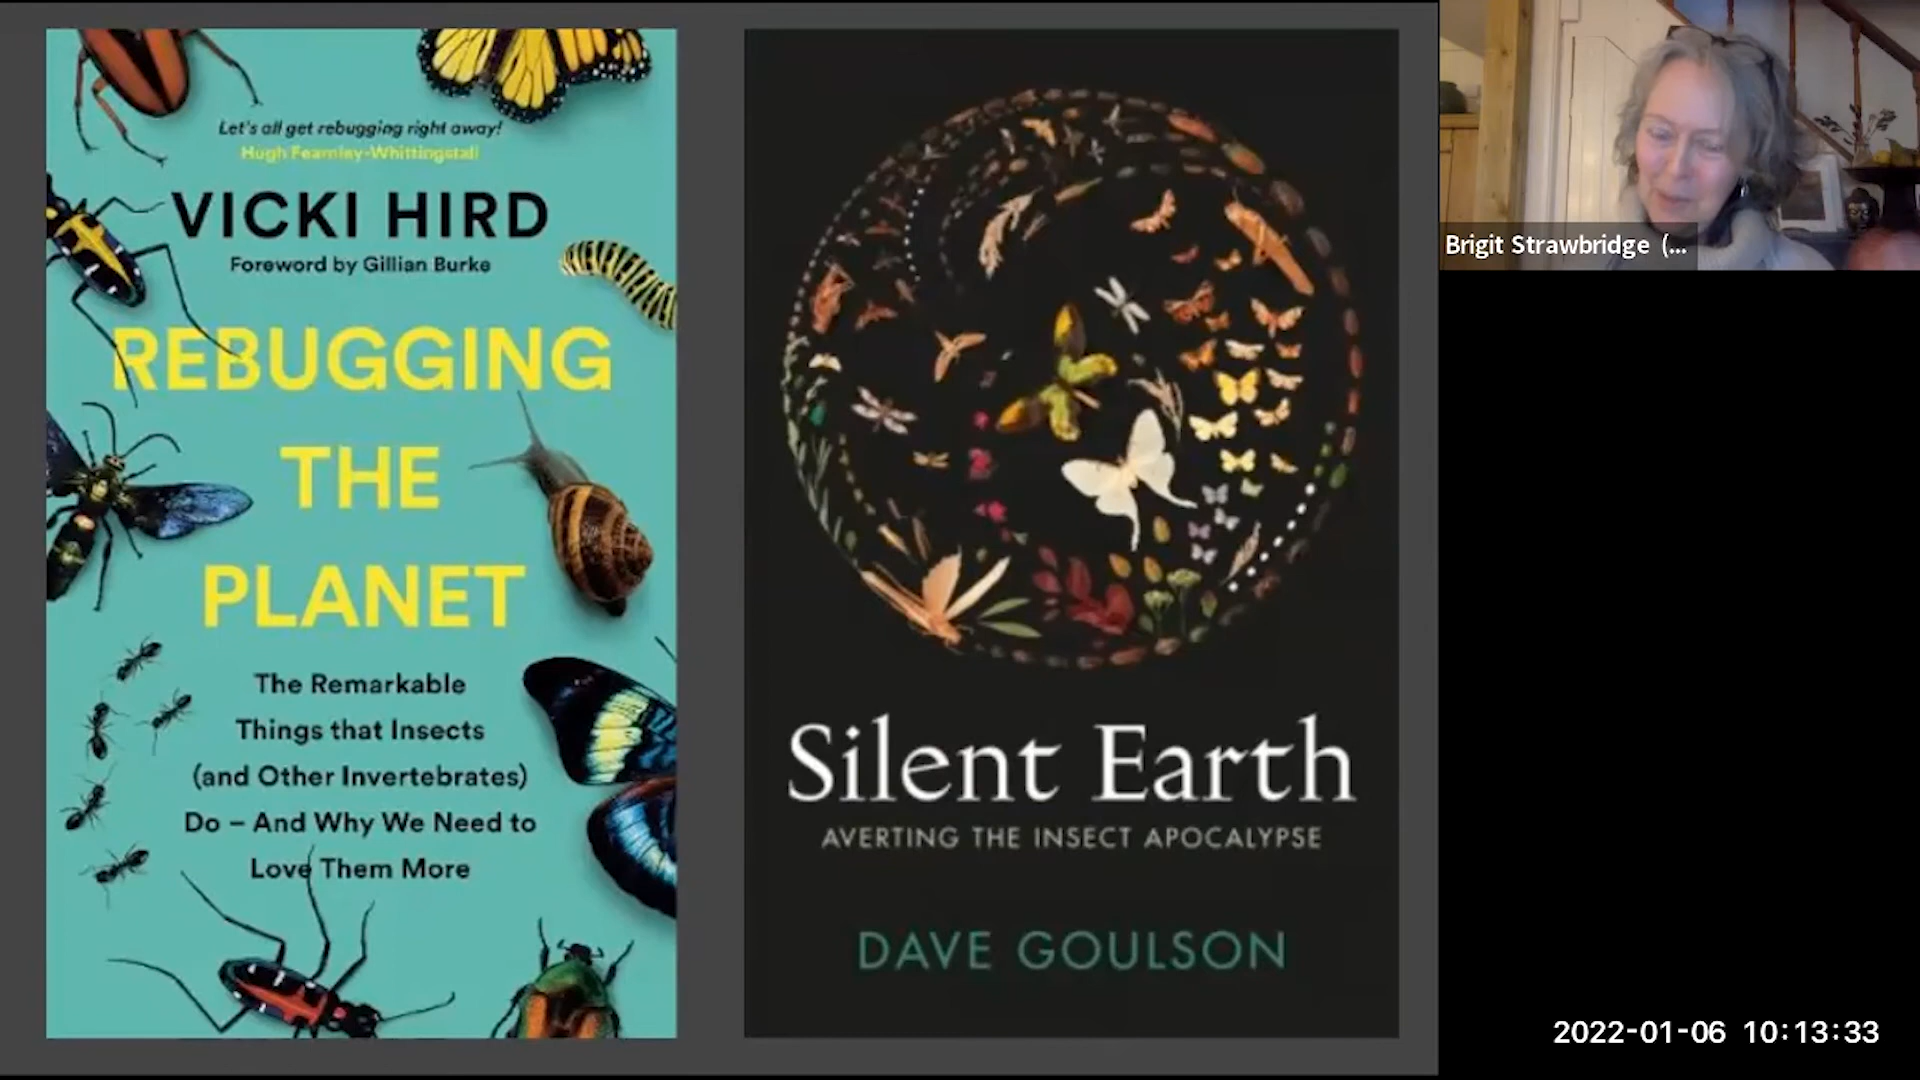 Let's all get rebugging right away!
Hugh Fearnley-Whittingstall
VICKI HIRD
Foreword by Gillian Burke
REBUGGING
THE
PLANET
The Remarkable
Things that Insects
(and Other Invertebrates)
Do – And Why We Need to
Love Them More
Silent Earth
AVERTING THE INSECT APOCALYPSE
DAVE GOULSON
Brigit Strawbridge (...
2022-01-06 10:13:33